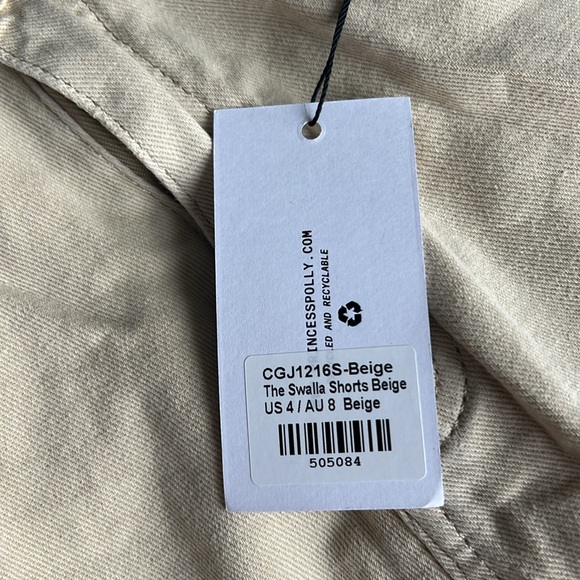 INCESSPOLLY.COM
LED AND RECYCLABLE
CGJ1216S-Beige
The Swalla Shorts Beige
US 4 / AU 8 Beige
505084